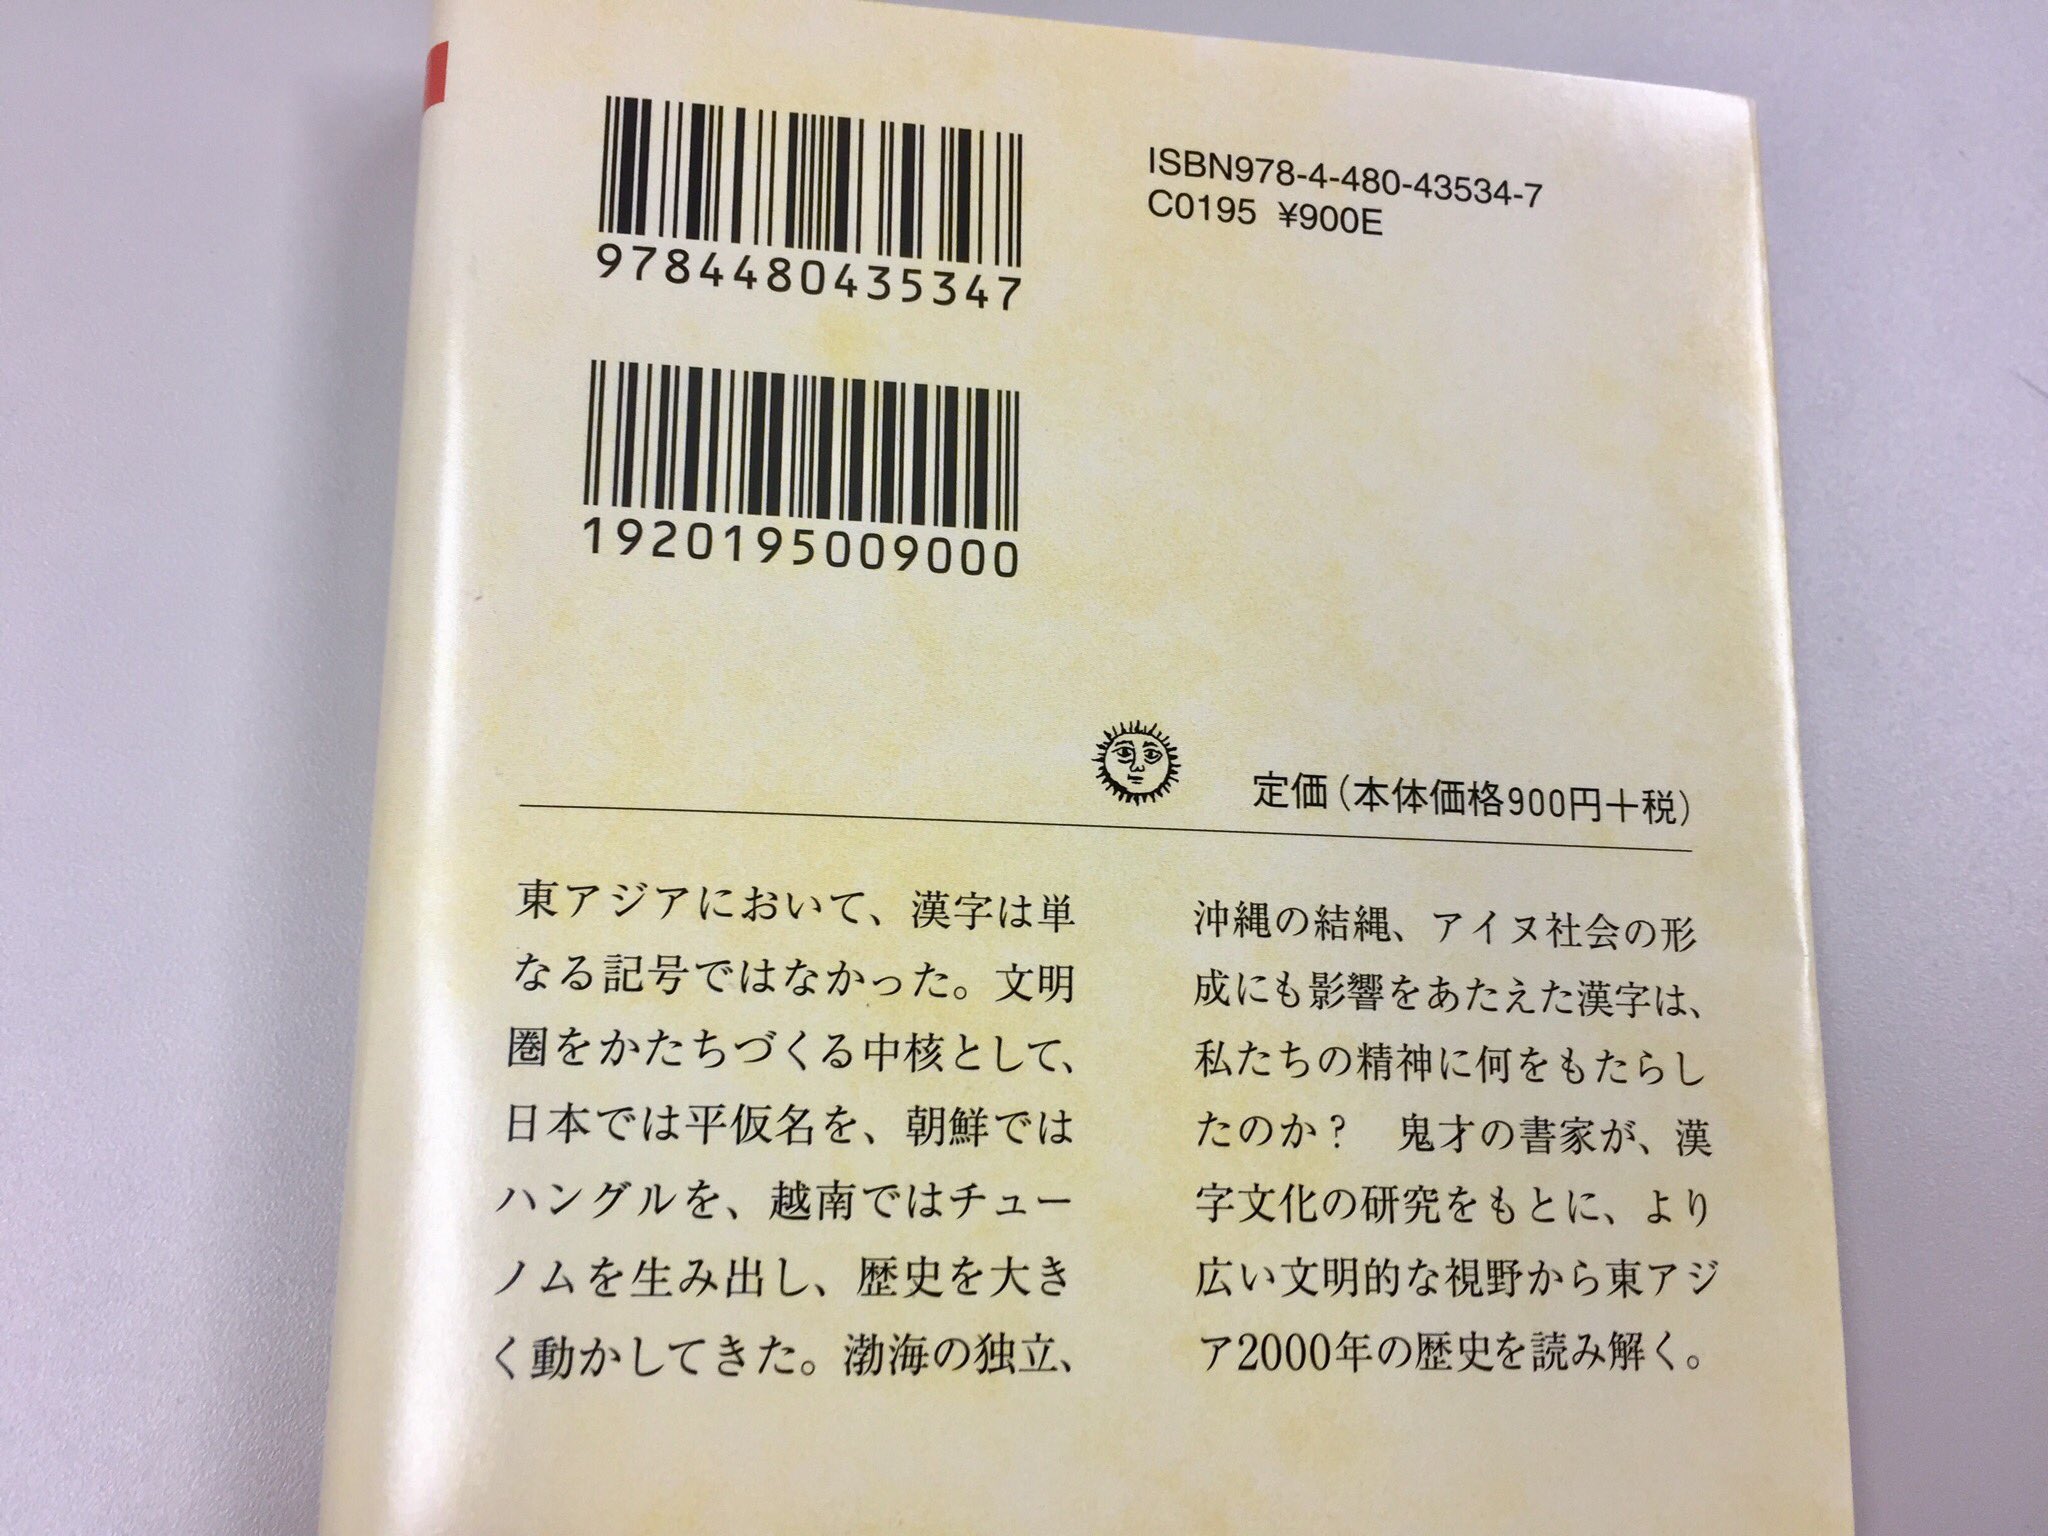 9784480435347
ISBN978-4-480-43534-7
C0195 ¥900E
1920195009000
定価(本体価格900円+税)
東アジアにおいて、漢字は単
なる記号ではなかった。文明
圏をかたちづくる中核として、
日本では平仮名を、朝鮮では
ハングルを、越南ではチュー
ノムを生み出し、歴史を大き
く動かしてきた。渤海の独立、
沖縄の結縄、アイヌ社会の形
成にも影響をあたえた漢字は、
私たちの精神に何をもたらし
たのか?　鬼才の書家が、漢
字文化の研究をもとに、より
広い文明的な視野から東アジ
ア2000年の歴史を読み解く。